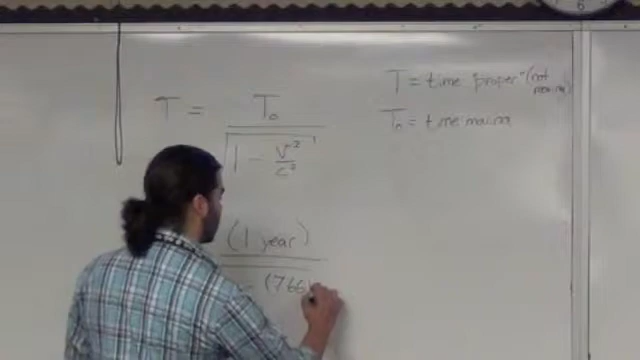 T = T₀ / √(1 - V²/c²)
T = time "proper" (not moving)
T₀ = time moving
(1 year)
- (766